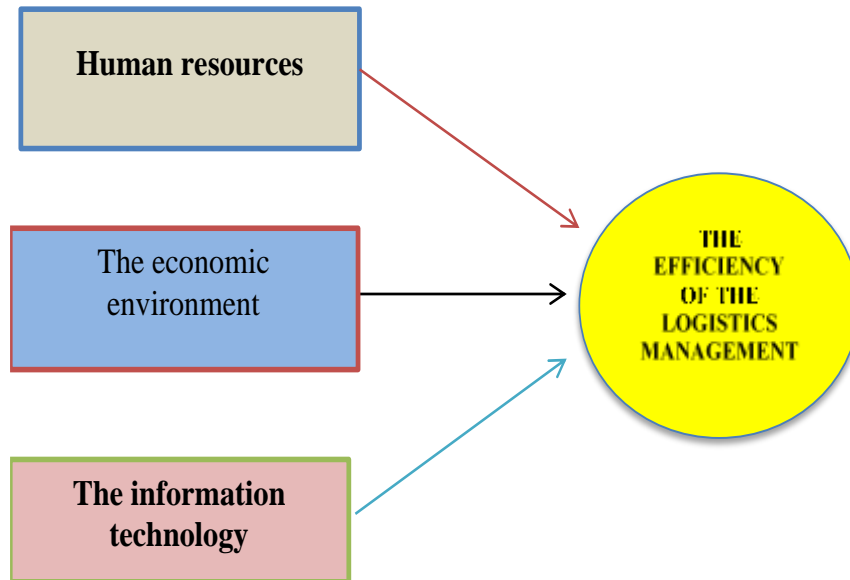 Human resources
The economic
environment
The information
technology
THE
EFFICIENCY
OF THE
LOGISTICS
MANAGEMENT